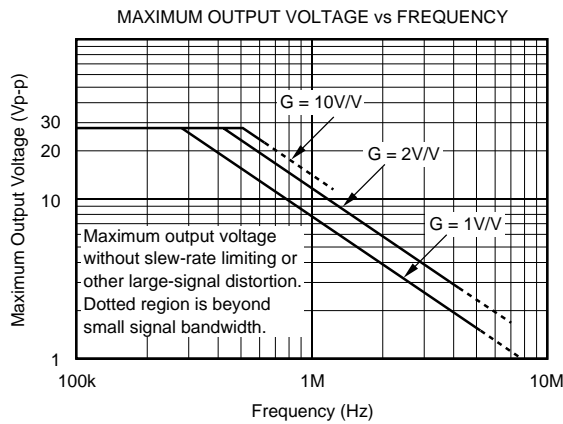 MAXIMUM OUTPUT VOLTAGE vs FREQUENCY
Maximum Output Voltage (Vp-p)
30
20
10
1
G = 10V/V
G = 2V/V
G = 1V/V
Maximum output voltage
without slew-rate limiting or
other large-signal distortion.
Dotted region is beyond
small signal bandwidth.
100k
1M
10M
Frequency (Hz)